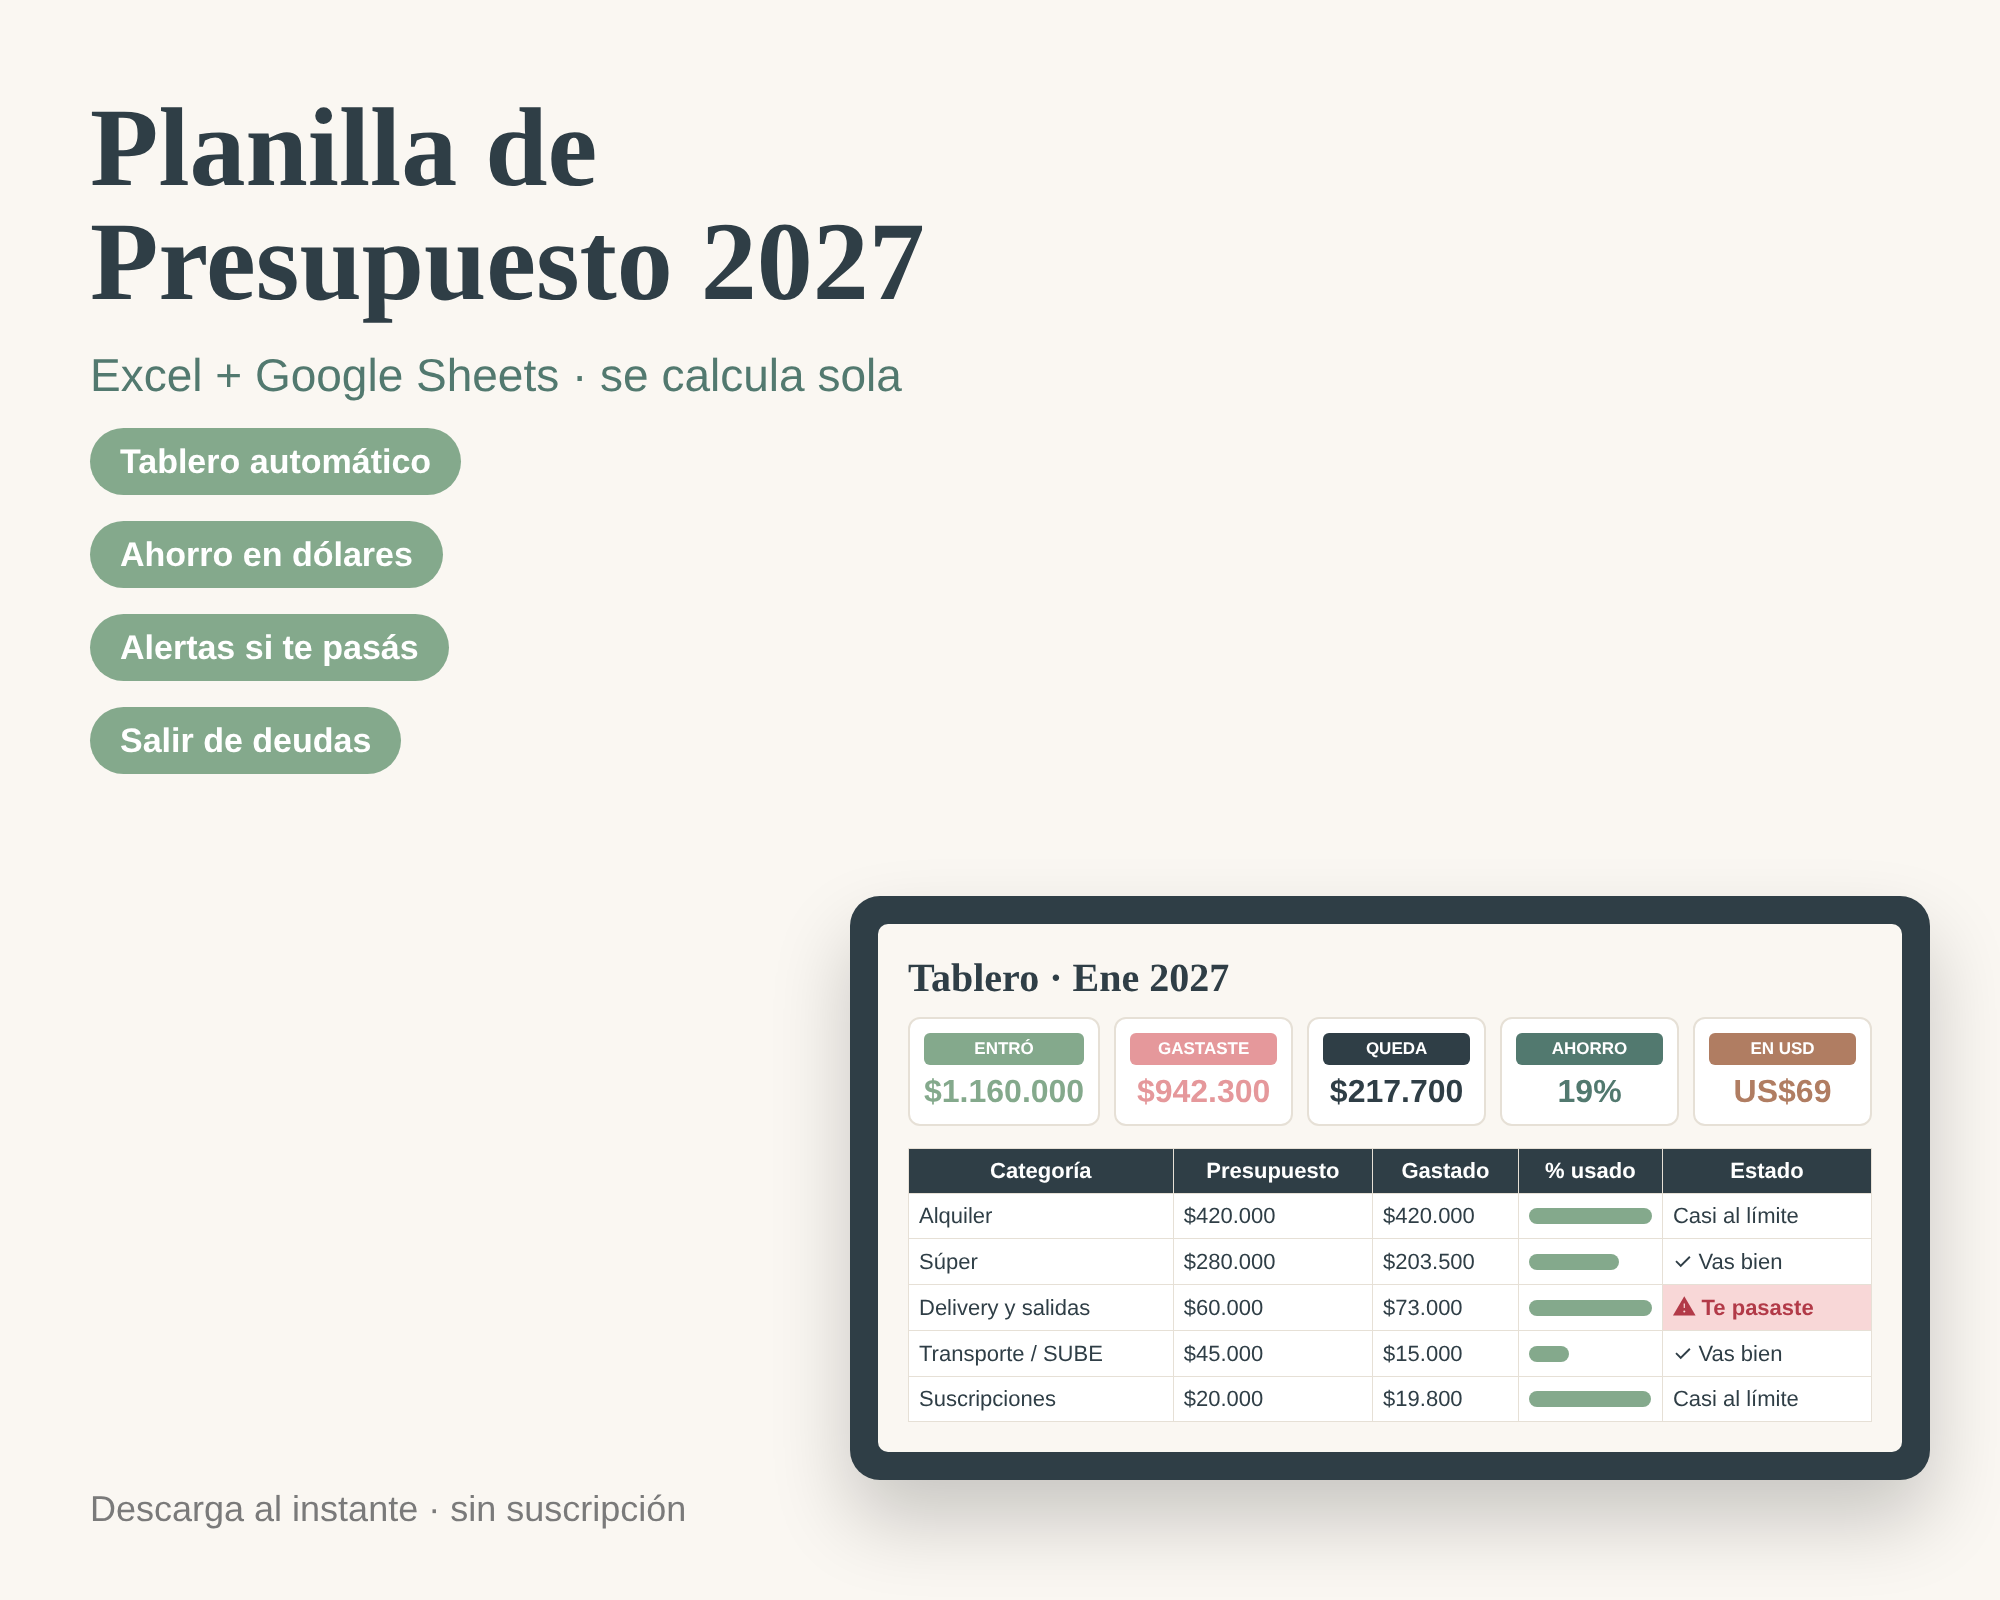 Planilla de
Presupuesto 2027
Excel + Google Sheets · se calcula sola
Tablero automático
Ahorro en dólares
Alertas si te pasás
Salir de deudas
Tablero · Ene 2027
ENTRÓ GASTASTE QUEDA AHORRO EN USD
$1.160.000 $942.300 $217.700 19% US$69
Categoría Presupuesto Gastado % usado Estado
Alquiler $420.000 $420.000 Casi al límite
Súper $280.000 $203.500 ✓ Vas bien
Delivery y salidas $60.000 $73.000 ⚠ Te pasaste
Transporte / SUBE $45.000 $15.000 ✓ Vas bien
Suscripciones $20.000 $19.800 Casi al límite
Descarga al instante · sin suscripción